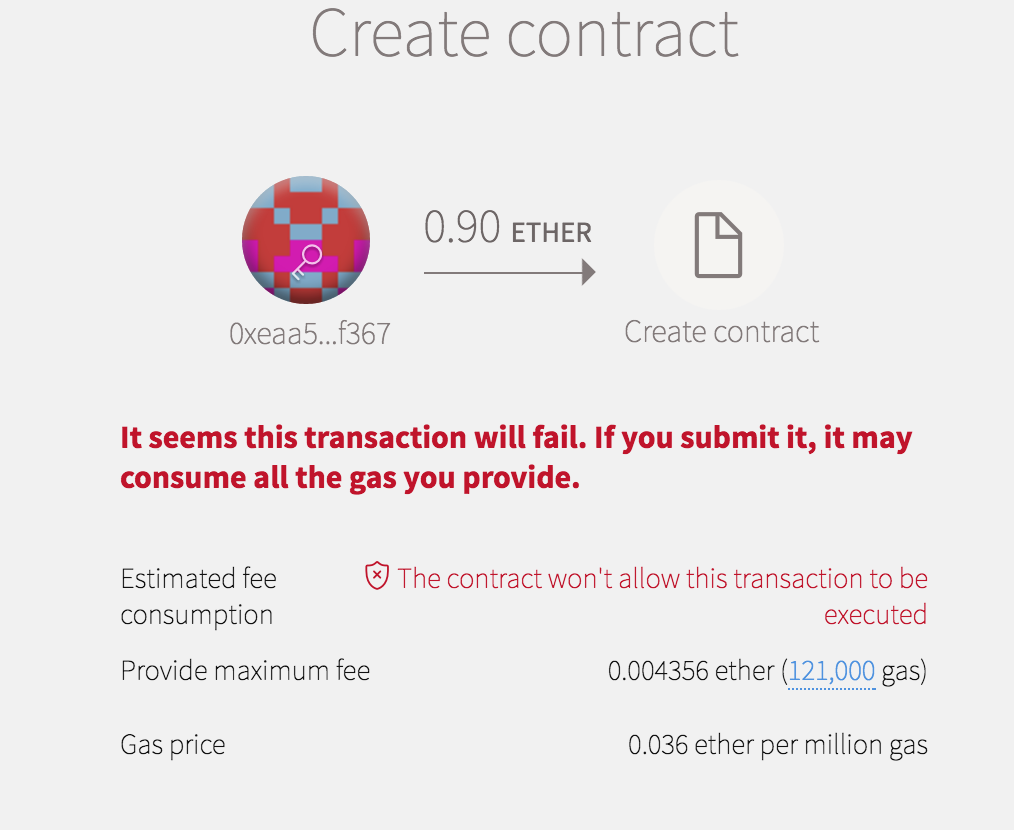 Create contract
0.90 ETHER
0xeaa5...f367
Create contract
It seems this transaction will fail. If you submit it, it may
consume all the gas you provide.
Estimated fee
consumption
The contract won't allow this transaction to be
executed
Provide maximum fee
0.004356 ether (121,000 gas)
Gas price
0.036 ether per million gas